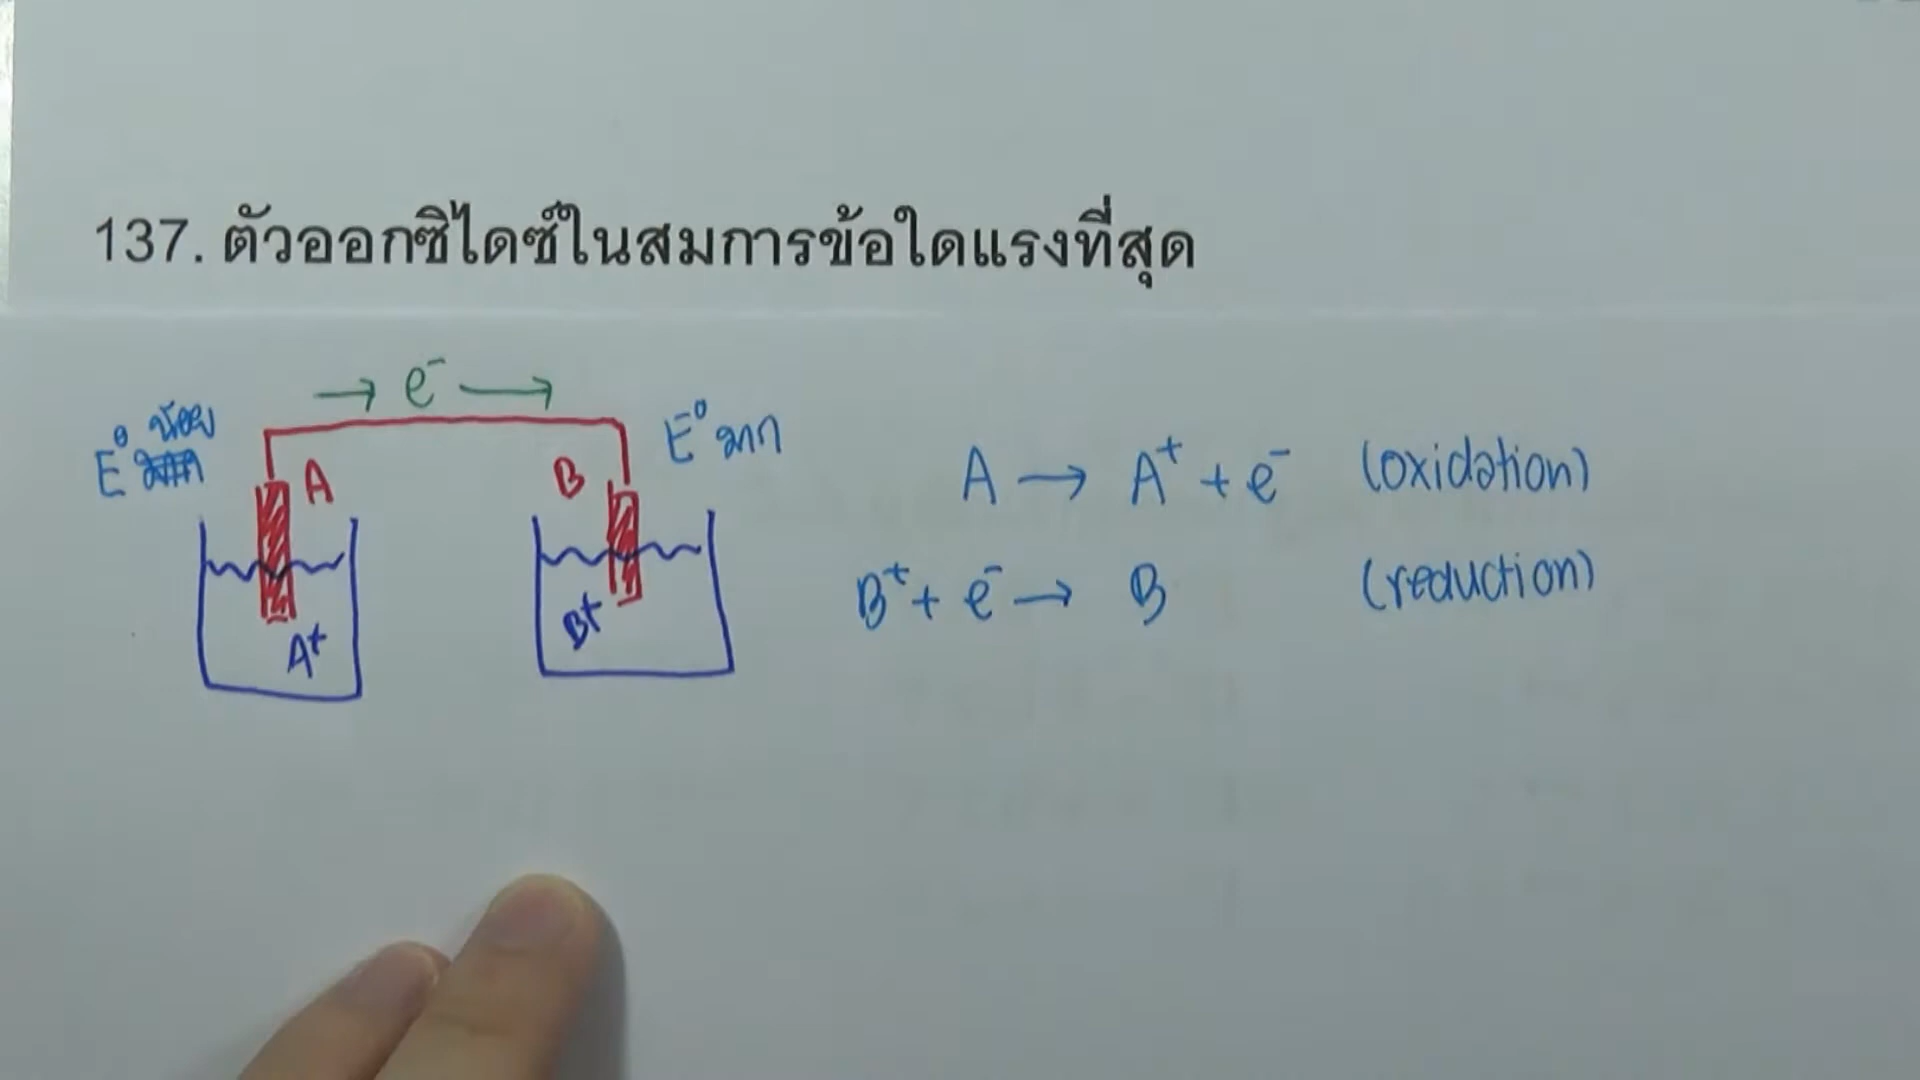 137. ตัวออกซิไดซ์ในสมการข้อใดแรงที่สุด
→ e⁻ →
E° น้อย
E° มาก
A
B
A⁺
B⁺
A → A⁺ + e⁻ (oxidation)
B⁺ + e⁻ → B (reduction)